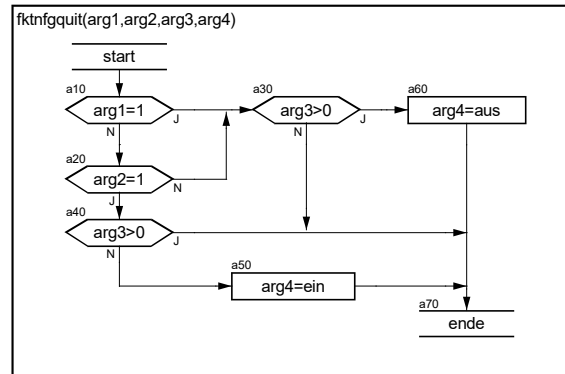 fktnfgquit(arg1,arg2,arg3,arg4)
start
a10
arg1=1
J
N
a30
arg3>0
J
N
a60
arg4=aus
a20
arg2=1
N
J
a40
arg3>0
J
N
a50
arg4=ein
a70
ende